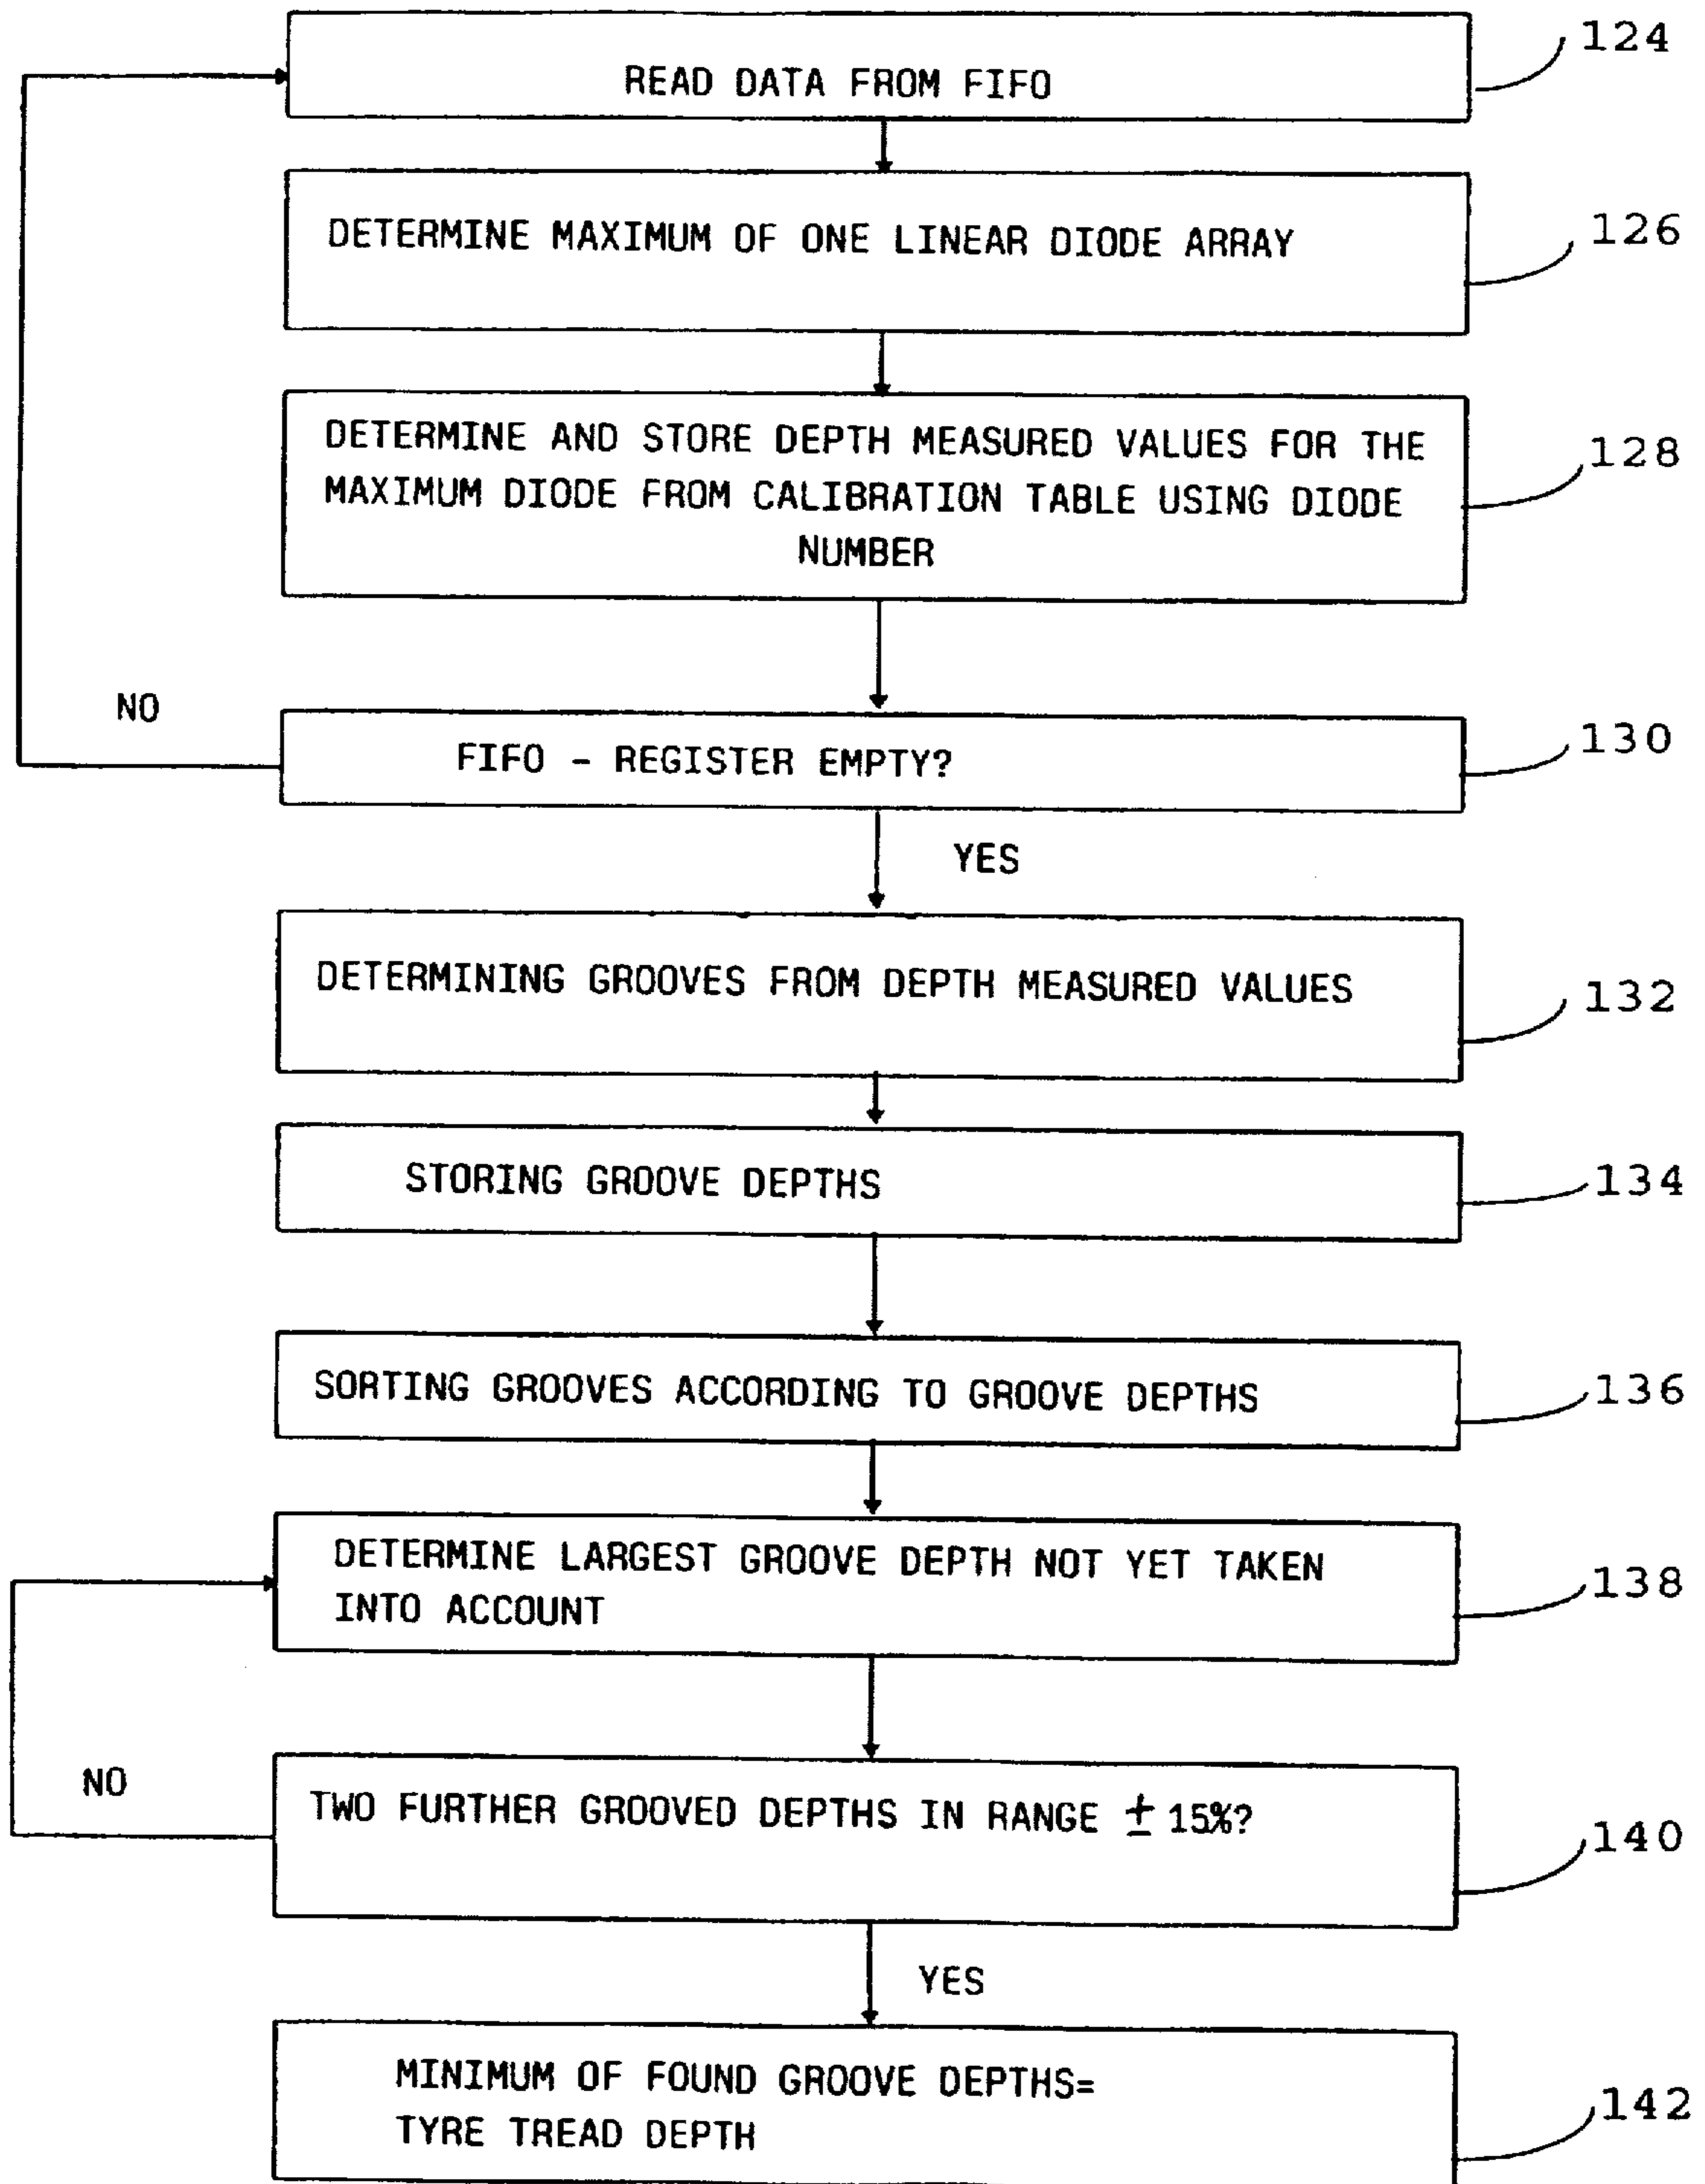 124
READ DATA FROM FIFO
DETERMINE MAXIMUM OF ONE LINEAR DIODE ARRAY
126
DETERMINE AND STORE DEPTH MEASURED VALUES FOR THE
MAXIMUM DIODE FROM CALIBRATION TABLE USING DIODE
NUMBER
128
NO
FIFO - REGISTER EMPTY?
130
YES
DETERMINING GROOVES FROM DEPTH MEASURED VALUES
132
STORING GROOVE DEPTHS
134
SORTING GROOVES ACCORDING TO GROOVE DEPTHS
136
DETERMINE LARGEST GROOVE DEPTH NOT YET TAKEN
INTO ACCOUNT
138
NO
TWO FURTHER GROOVED DEPTHS IN RANGE ± 15%?
140
YES
MINIMUM OF FOUND GROOVE DEPTHS=
TYRE TREAD DEPTH
142